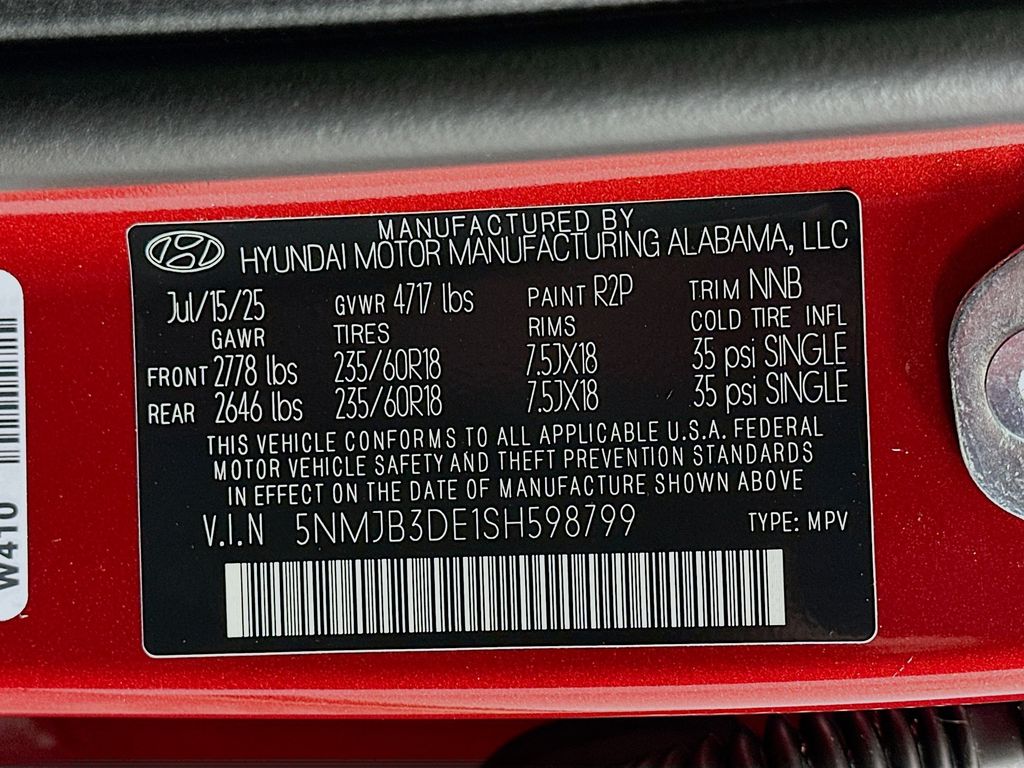 MANUFACTURED BY
HYUNDAI MOTOR MANUFACTURING ALABAMA, LLC
Jul/15/25 GVWR 4717 lbs PAINT R2P TRIM NNB
GAWR TIRES RIMS COLD TIRE INFL
FRONT 2778 lbs 235/60R18 7.5JX18 35 psi SINGLE
REAR 2646 lbs 235/60R18 7.5JX18 35 psi SINGLE
THIS VEHICLE CONFORMS TO ALL APPLICABLE U.S.A. FEDERAL
MOTOR VEHICLE SAFETY AND THEFT PREVENTION STANDARDS
IN EFFECT ON THE DATE OF MANUFACTURE SHOWN ABOVE
V.I.N 5NMJB3DE1SH598799 TYPE: MPV
W410